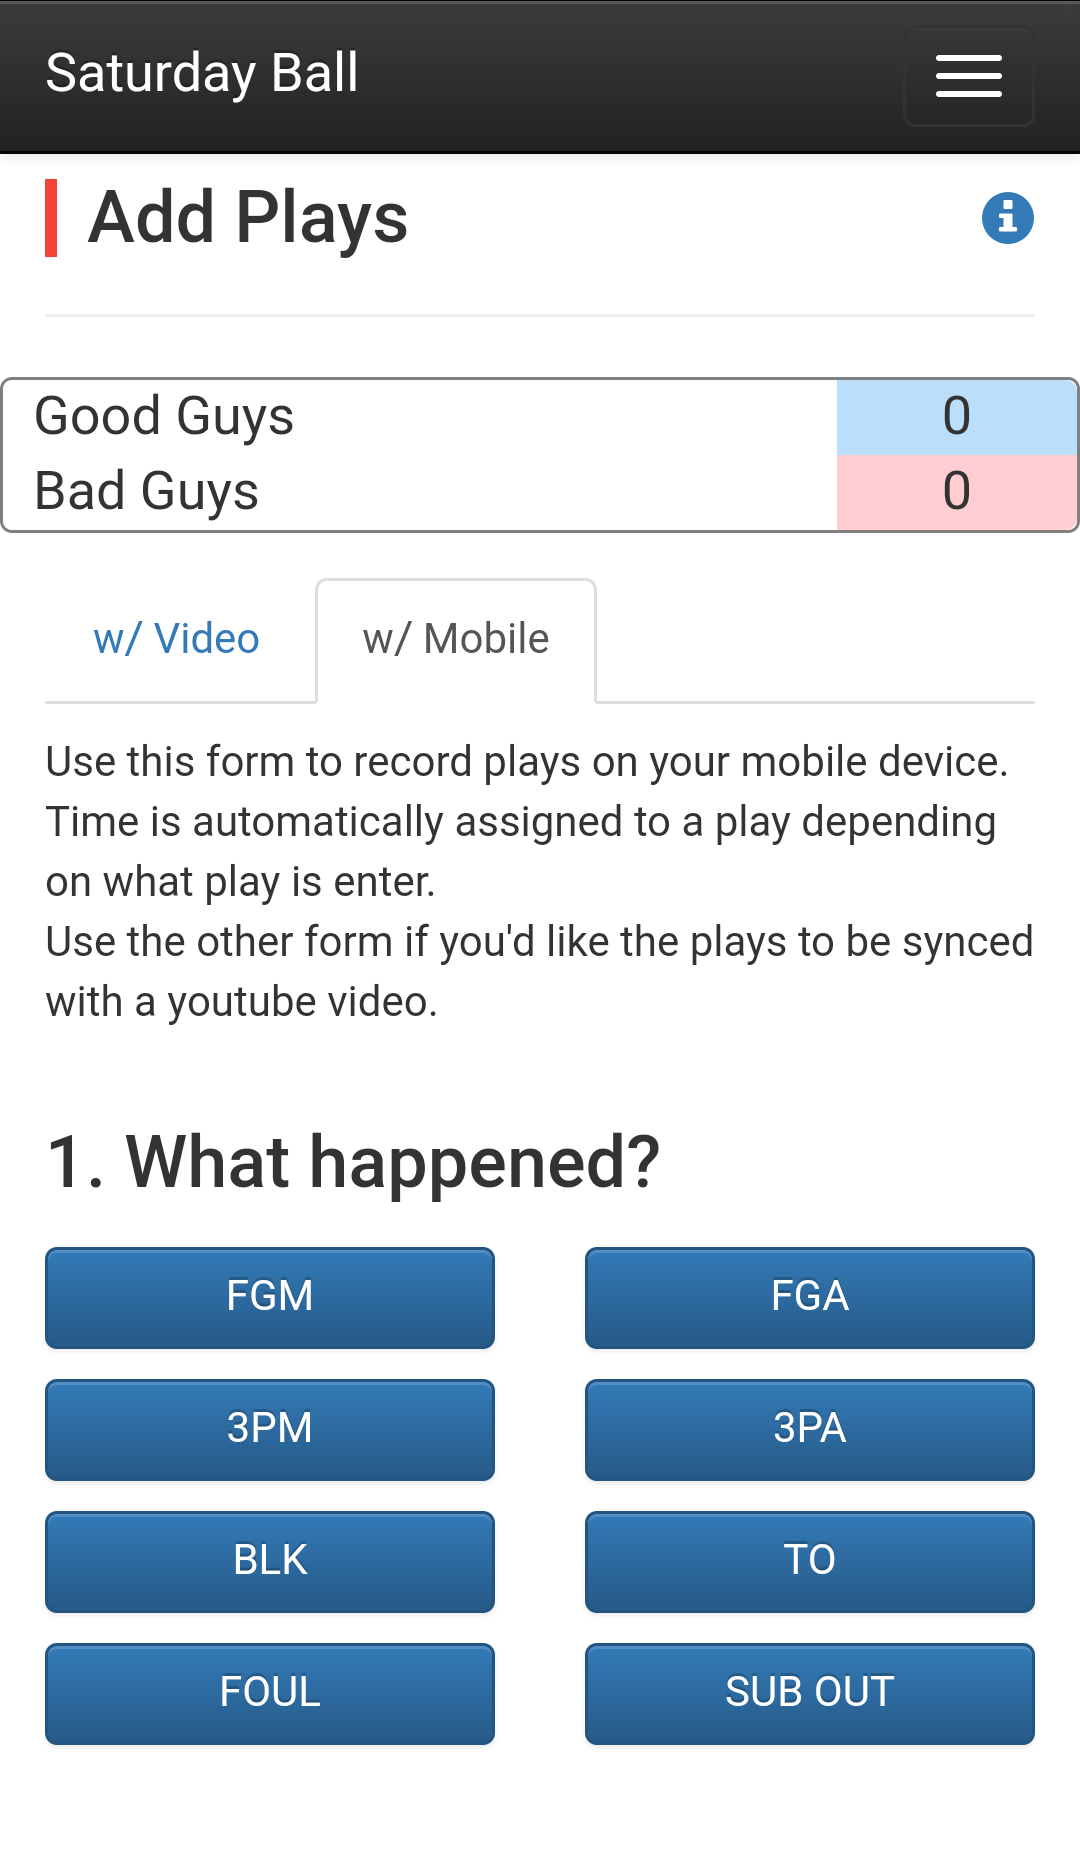 Saturday Ball
Add Plays
Good Guys 0
Bad Guys 0
w/ Video w/ Mobile
Use this form to record plays on your mobile device.
Time is automatically assigned to a play depending
on what play is enter.
Use the other form if you'd like the plays to be synced
with a youtube video.
1. What happened?
FGM FGA
3PM 3PA
BLK TO
FOUL SUB OUT